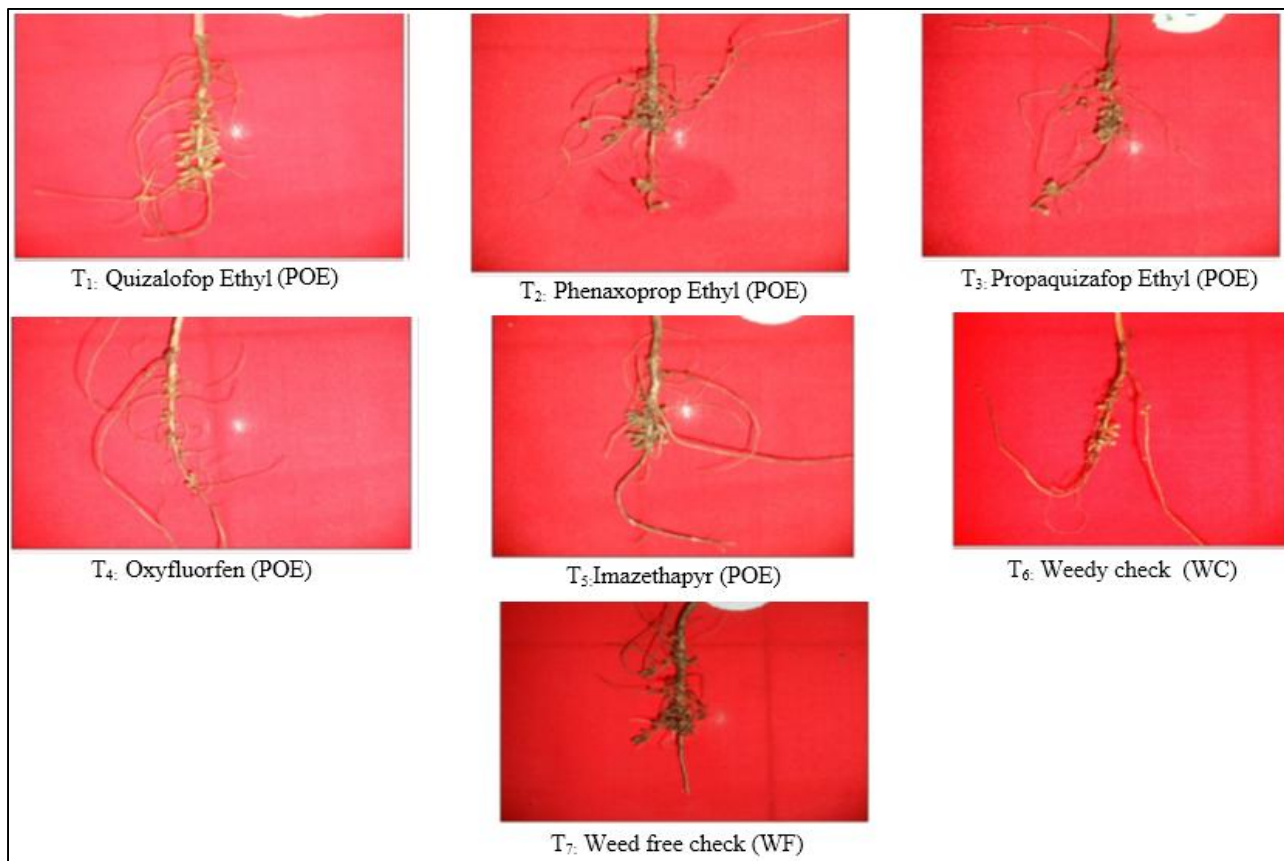 T1: Quizalofop Ethyl (POE)
T2: Phenaxoprop Ethyl (POE)
T3: Propaquizafop Ethyl (POE)
T4: Oxyfluorfen (POE)
T5:Imazethapyr (POE)
T6: Weedy check (WC)
T7: Weed free check (WF)